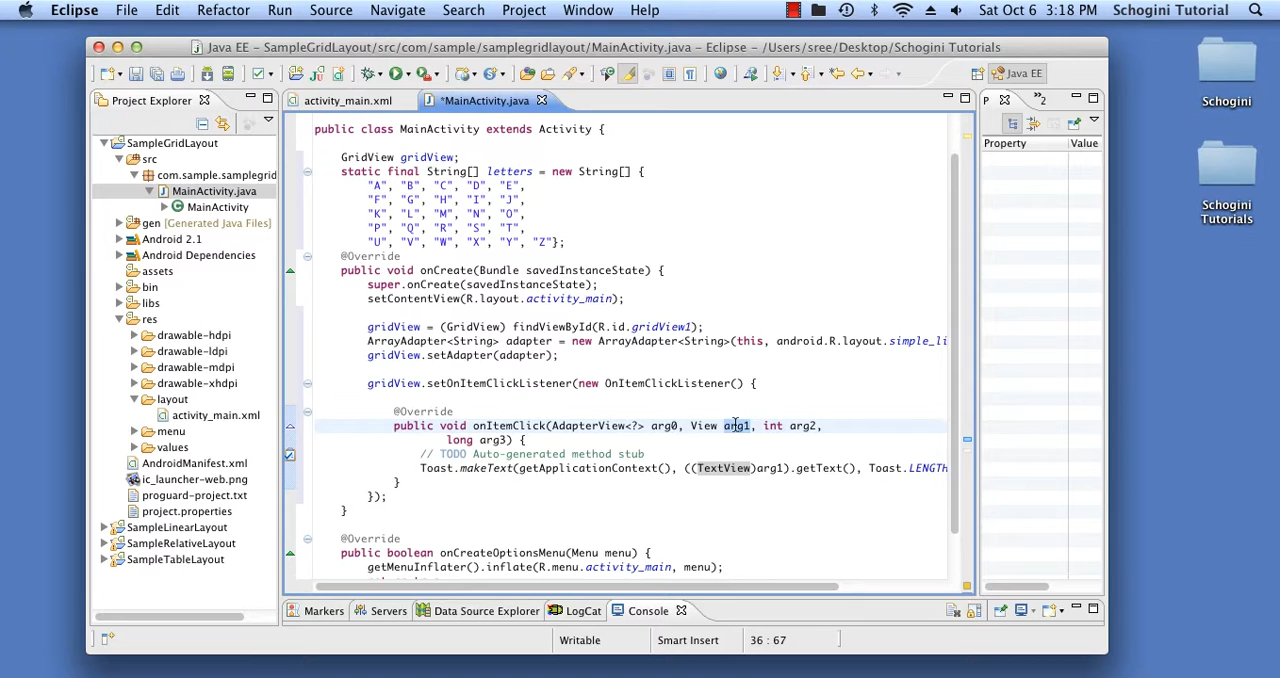 Eclipse File Edit Refactor Run Source Navigate Search Project Window Help Sat Oct 6 3:18 PM Schogini Tutorial
Java EE - SampleGridLayout/src/com/sample/samplegridlayout/MainActivity.java - Eclipse - /Users/sree/Desktop/Schogini Tutorials
Java EE
Project Explorer
activity_main.xml
*MainActivity.java
P
2
Property Value
SampleGridLayout
src
com.sample.samplegrid
MainActivity.java
MainActivity
gen [Generated Java Files]
Android 2.1
Android Dependencies
assets
bin
libs
res
drawable-hdpi
drawable-ldpi
drawable-mdpi
drawable-xhdpi
layout
activity_main.xml
menu
values
AndroidManifest.xml
ic_launcher-web.png
proguard-project.txt
project.properties
SampleLinearLayout
SampleRelativeLayout
SampleTableLayout
public class MainActivity extends Activity {
GridView gridView;
static final String[] letters = new String[] {
"A", "B", "C", "D", "E",
"F", "G", "H", "I", "J",
"K", "L", "M", "N", "O",
"P", "Q", "R", "S", "T",
"U", "V", "W", "X", "Y", "Z"};
@Override
public void onCreate(Bundle savedInstanceState) {
super.onCreate(savedInstanceState);
setContentView(R.layout.activity_main);
gridView = (GridView) findViewById(R.id.gridView1);
ArrayAdapter<String> adapter = new ArrayAdapter<String>(this, android.R.layout.simple_li
gridView.setAdapter(adapter);
gridView.setOnItemClickListener(new OnItemClickListener() {
@Override
public void onItemClick(AdapterView<?> arg0, View arg1, int arg2,
long arg3) {
// TODO Auto-generated method stub
Toast.makeText(getApplicationContext(), ((TextView)arg1).getText(), Toast.LENGTH
}
});
}
@Override
public boolean onCreateOptionsMenu(Menu menu) {
getMenuInflater().inflate(R.menu.activity_main, menu);
Markers Servers Data Source Explorer LogCat Console
Writable Smart Insert 36 : 67
Schogini
Schogini
Tutorials